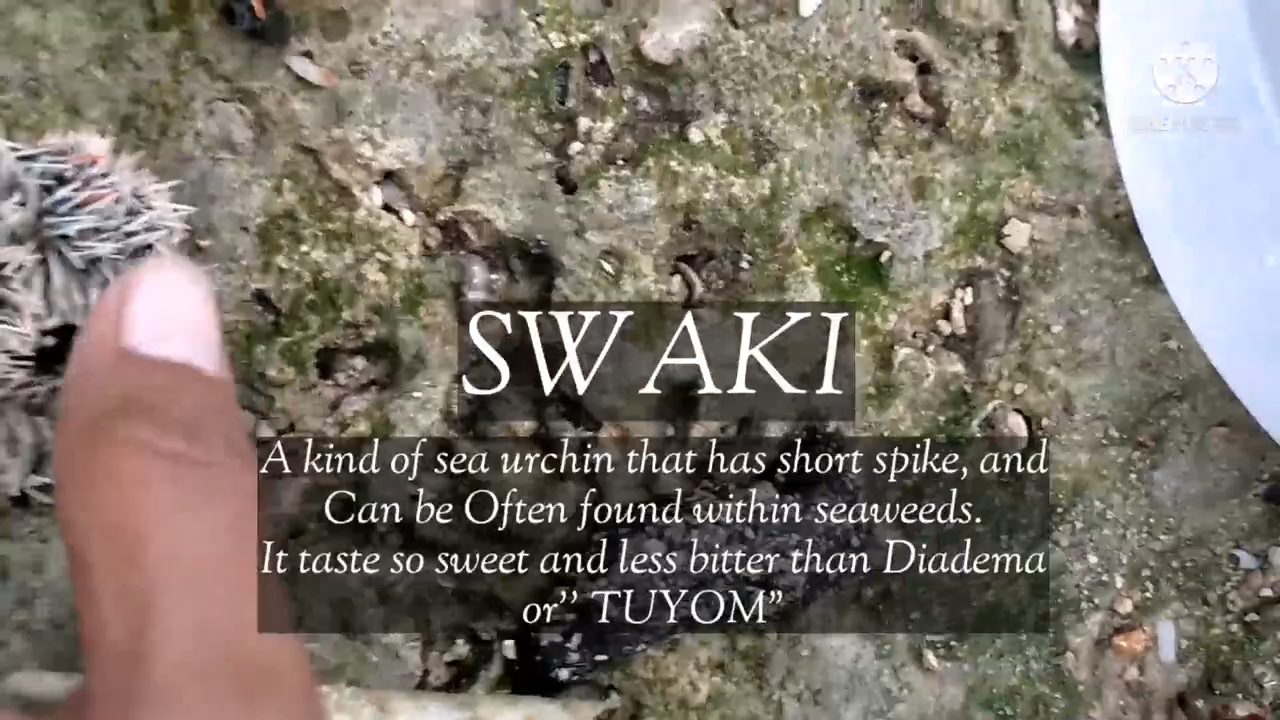 SWAKI
A kind of sea urchin that has short spike, and
Can be Often found within seaweeds.
It taste so sweet and less bitter than Diadema
or’’ TUYOM”